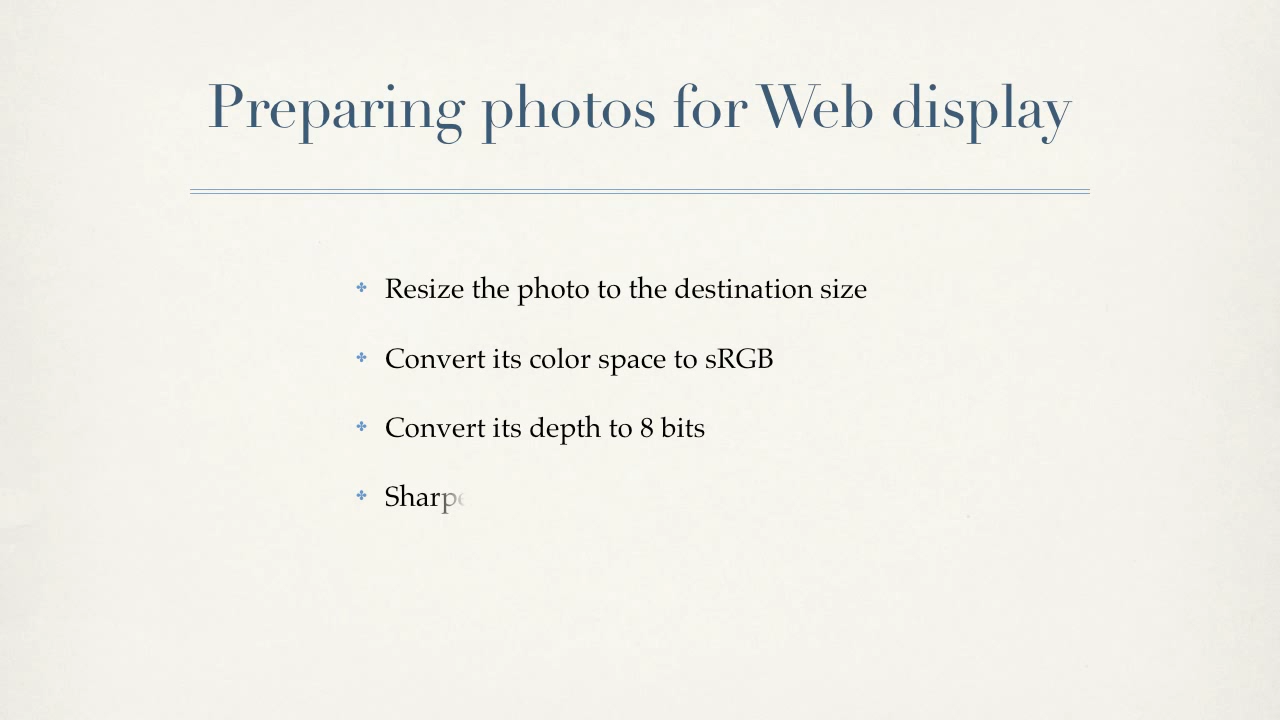 Preparing photos for Web display
Resize the photo to the destination size
Convert its color space to sRGB
Convert its depth to 8 bits
Sharpe